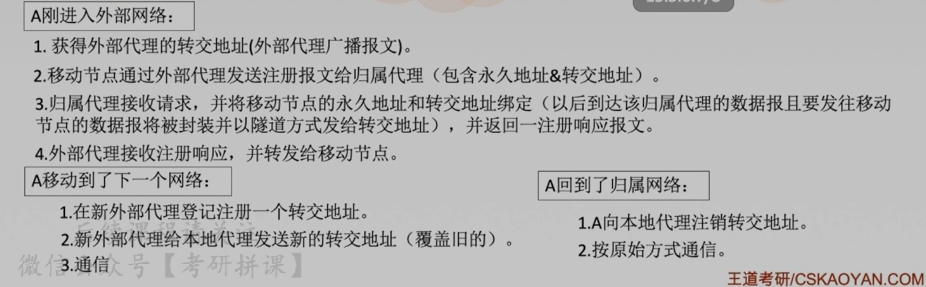 A刚进入外部网络：
1. 获得外部代理的转交地址(外部代理广播报文)。
2.移动节点通过外部代理发送注册报文给归属代理（包含永久地址&转交地址）。
3.归属代理接收请求，并将移动节点的永久地址和转交地址绑定（以后到达该归属代理的数据报且要发往移动
节点的数据报将被封装并以隧道方式发给转交地址），并返回一注册响应报文。
4.外部代理接收注册响应，并转发给移动节点。
A移动到了下一个网络：
1.在新外部代理登记注册一个转交地址。
2.新外部代理给本地代理发送新的转交地址（覆盖旧的）。
3.通信
A回到了归属网络：
1.A向本地代理注销转交地址。
2.按原始方式通信。
微信公众号【考研拼课】
王道考研/CSKAOYAN.COM